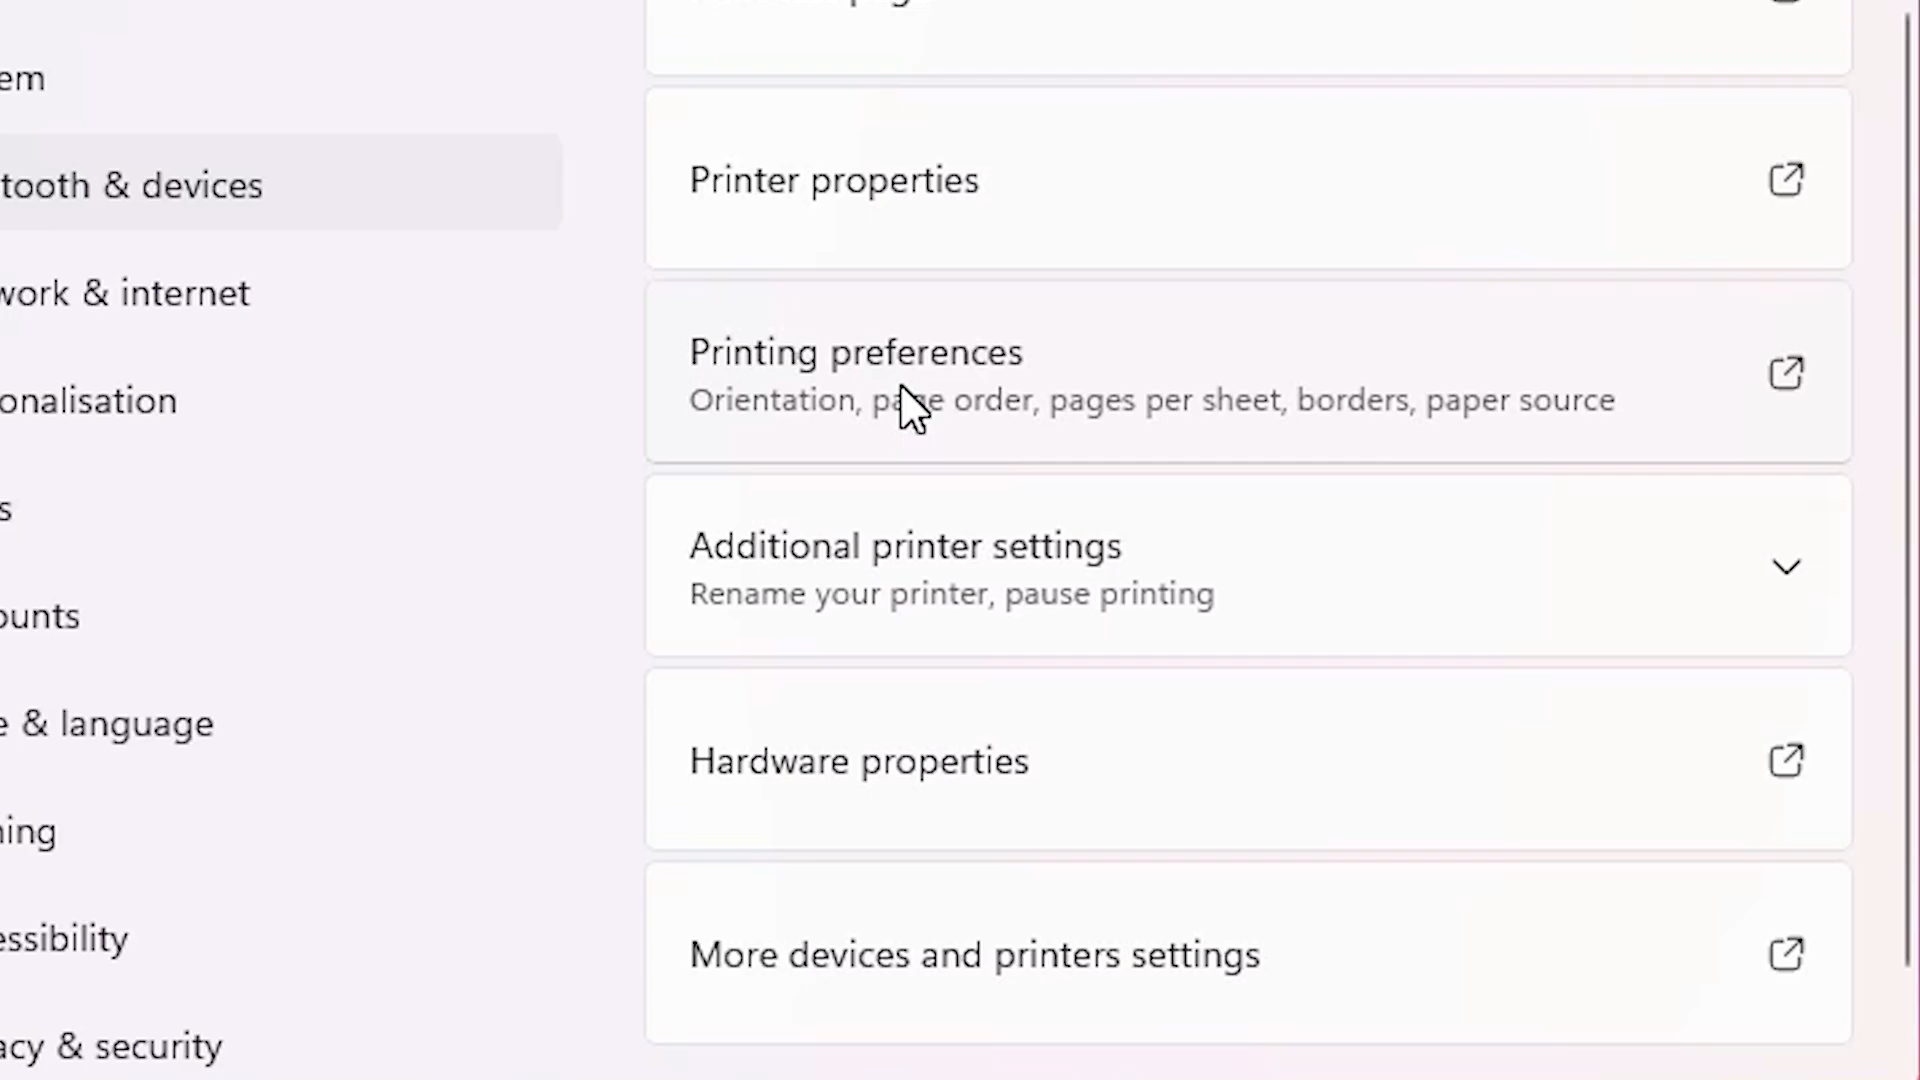 em
tooth & devices
work & internet
onalisation
s
ounts
e & language
ning
essibility
acy & security
Printer properties
Printing preferences
Orientation, page order, pages per sheet, borders, paper source
Additional printer settings
Rename your printer, pause printing
Hardware properties
More devices and printers settings